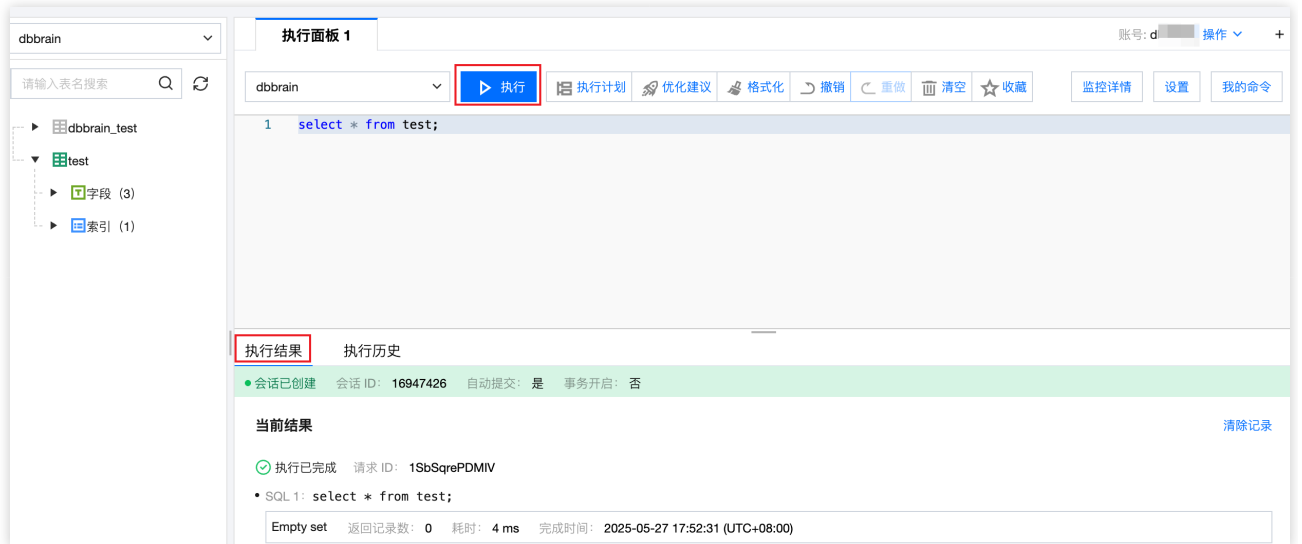 dbbrain
执行面板 1
账号: d
操作
+
请输入表名搜索
dbbrain
执行
执行计划
优化建议
格式化
撤销
重做
清空
收藏
监控详情
设置
我的命令
dbbrain_test
test
字段（3）
索引（1）
1 select * from test;
执行结果 执行历史
会话已创建 会话 ID: 16947426 自动提交: 是 事务开启: 否
当前结果 清除记录
执行已完成 请求 ID: 1SbSqrePDMIV
• SQL 1: select * from test;
Empty set 返回记录数: 0 耗时: 4 ms 完成时间: 2025-05-27 17:52:31 (UTC+08:00)